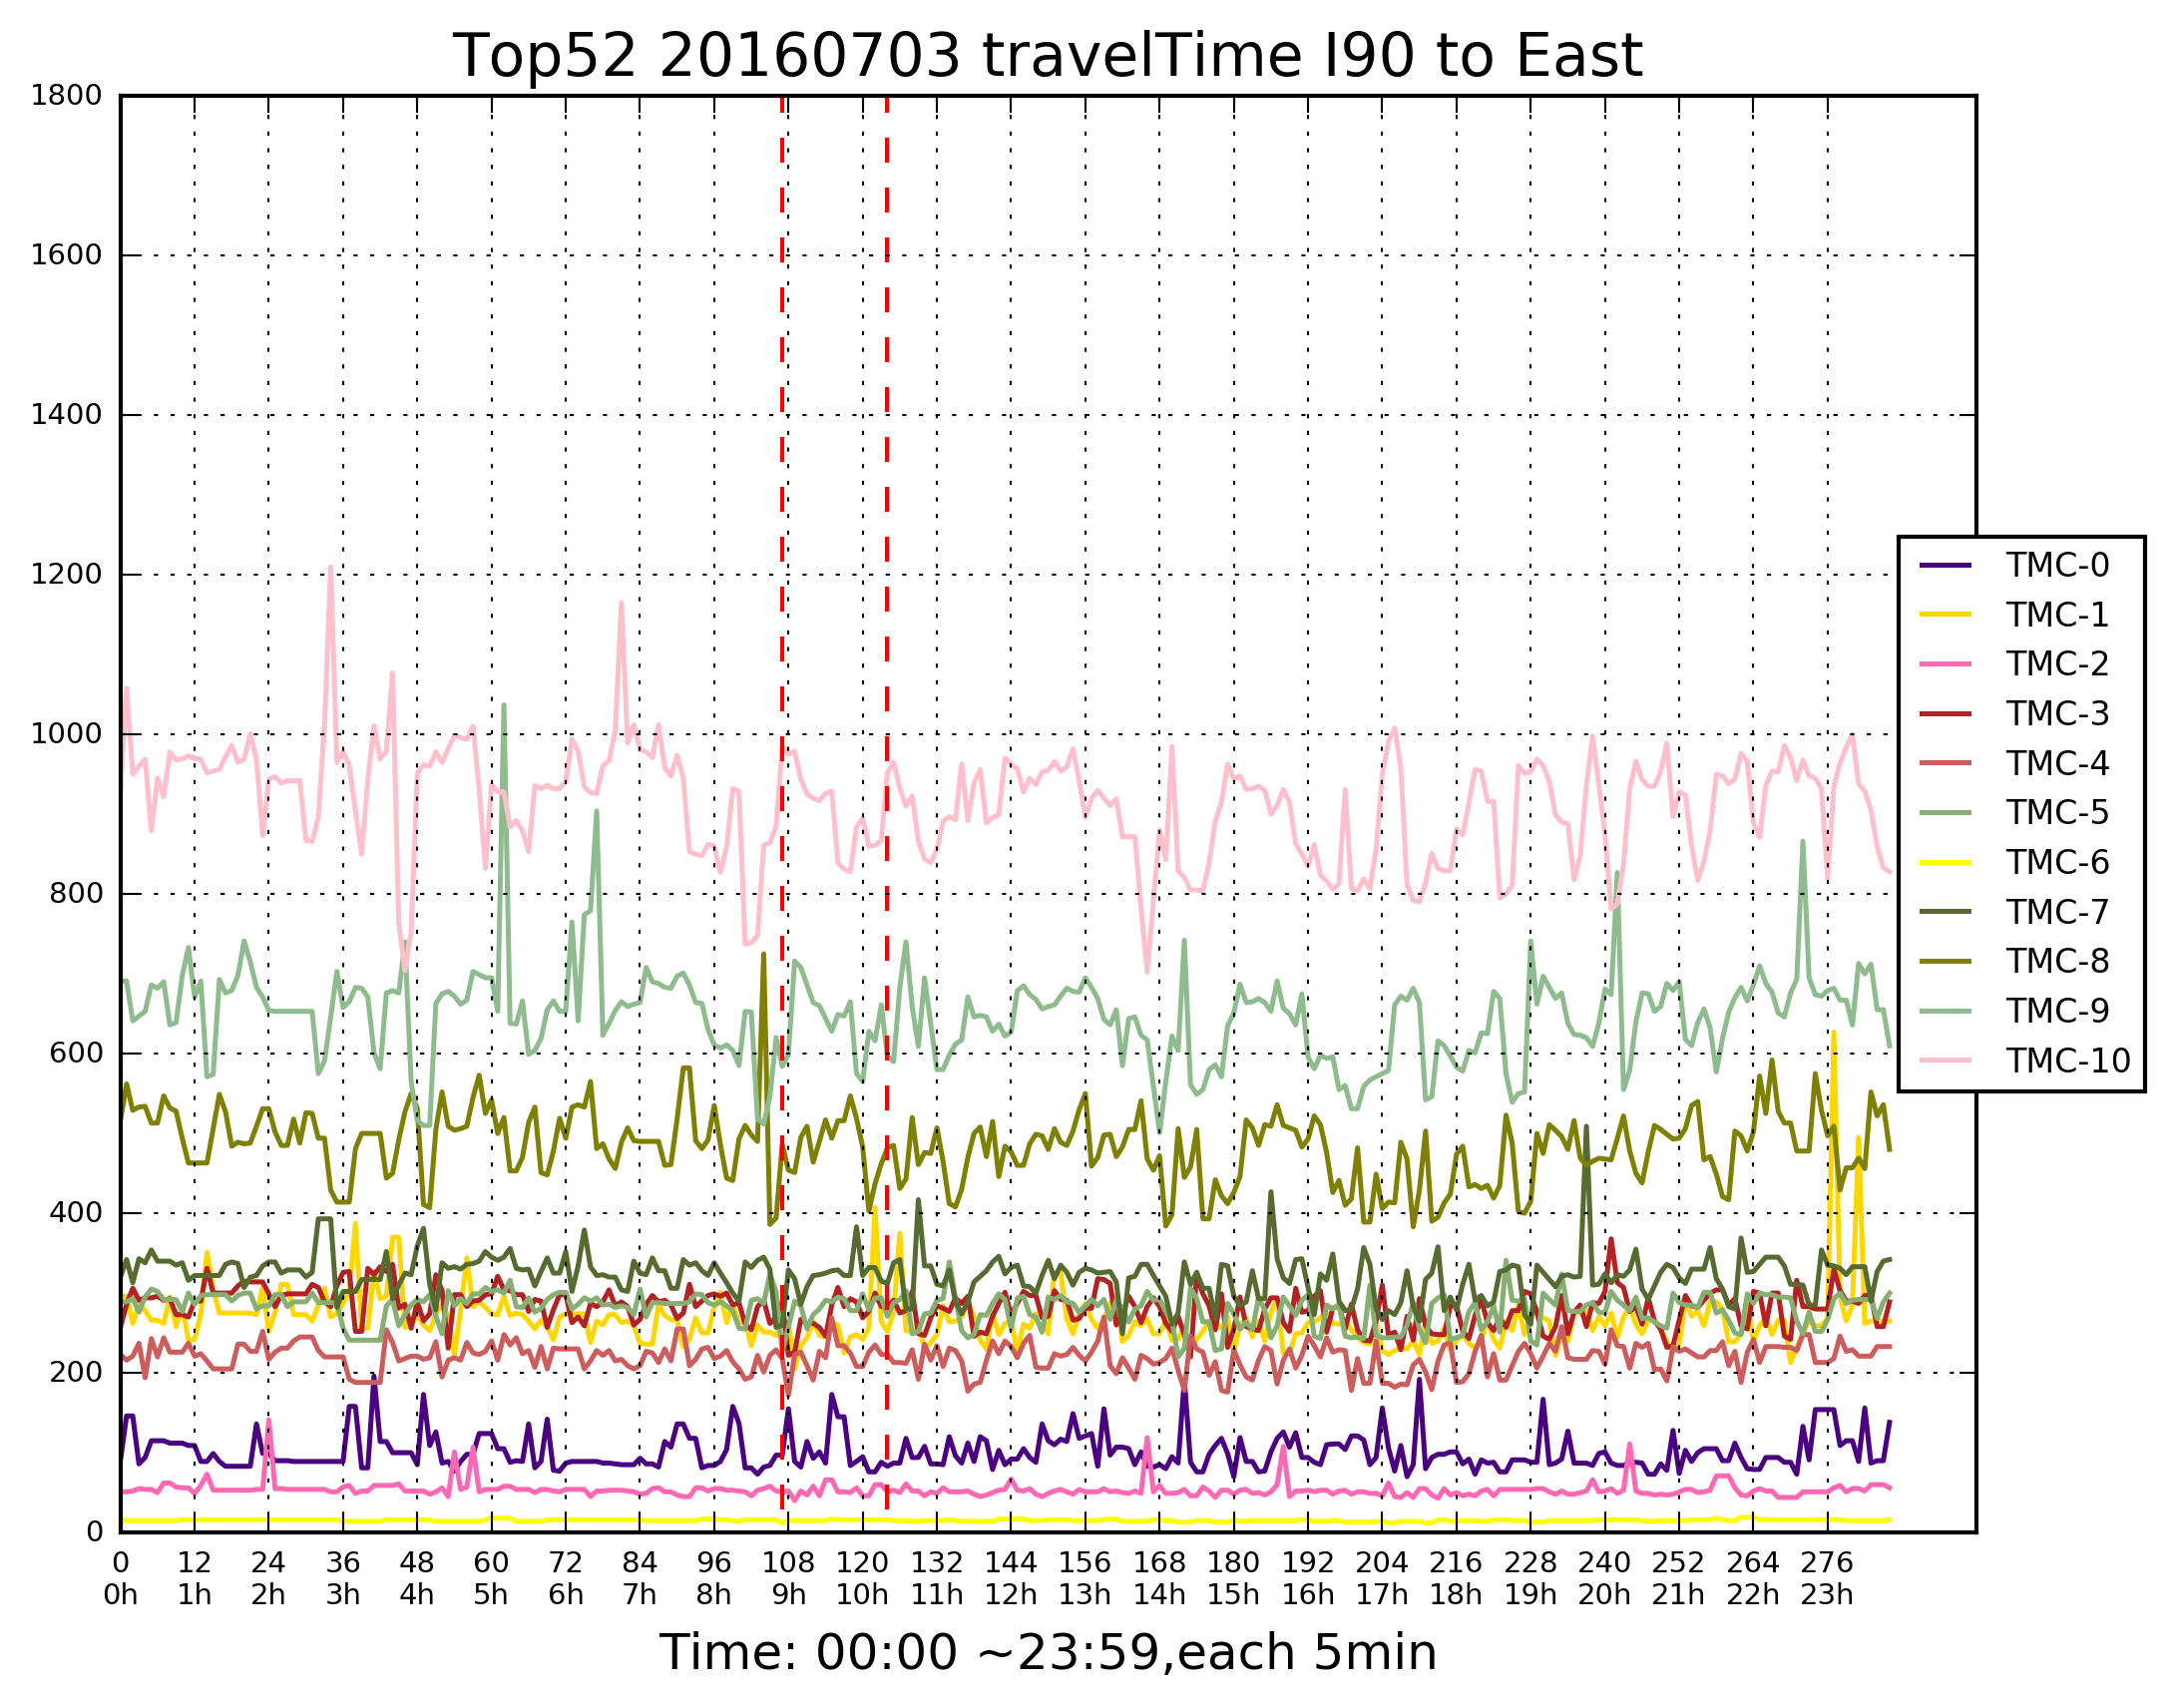 Top52 20160703 travelTime I90 to East
1800
1600
1400
1200
1000
800
600
400
200
0
0 12 24 36 48 60 72 84 96 108 120 132 144 156 168 180 192 204 216 228 240 252 264 276
0h 1h 2h 3h 4h 5h 6h 7h 8h 9h 10h 11h 12h 13h 14h 15h 16h 17h 18h 19h 20h 21h 22h 23h
Time: 00:00 ~23:59,each 5min
TMC-0
TMC-1
TMC-2
TMC-3
TMC-4
TMC-5
TMC-6
TMC-7
TMC-8
TMC-9
TMC-10